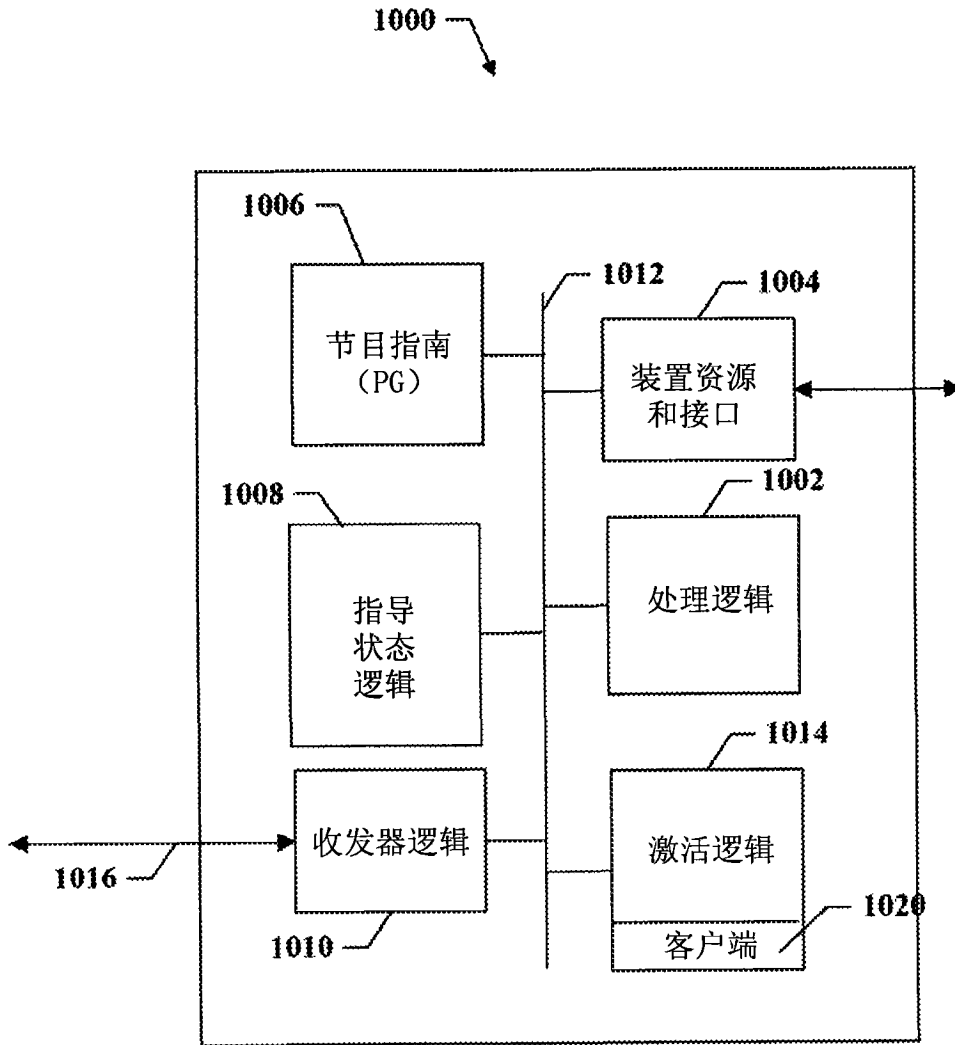 1000
1006
1012
1004
节目指南
（PG）
装置资源
和接口
1008
1002
指导
状态
逻辑
处理逻辑
1014
收发器逻辑
激活逻辑
1016
1010
1020
客户端